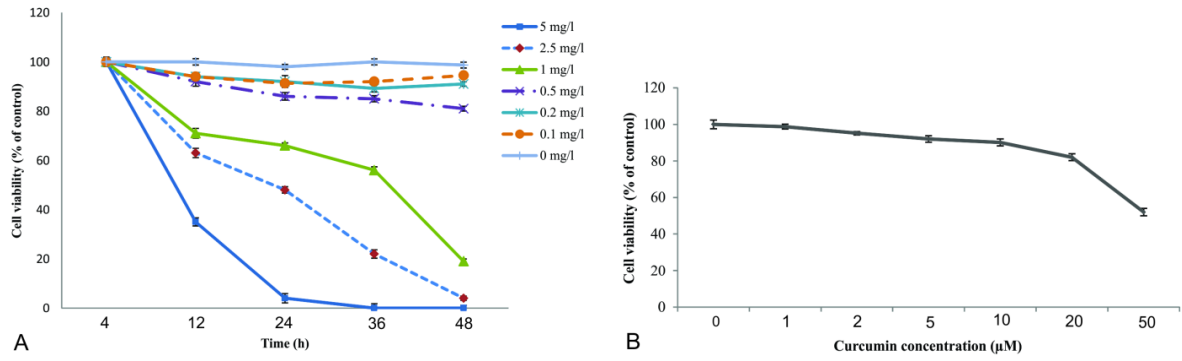 Cell viability (% of control)
120
100
80
60
40
20
0
4 12 24 36 48
Time (h)
5 mg/l
2.5 mg/l
1 mg/l
0.5 mg/l
0.2 mg/l
0.1 mg/l
0 mg/l
A
Cell viability (% of control)
120
100
80
60
40
20
0
0 1 2 5 10 20 50
Curcumin concentration (µM)
B